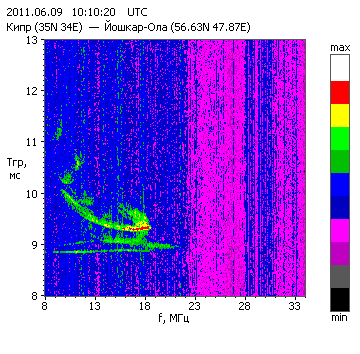 2011.06.09 10:10:20 UTC
Кипр (35N 34E) — Йошкар-Ола (56.63N 47.87E)
13
12
11
Tгр,
мс
10
9
8
8 13 18 23 28 33
f, МГц
max
min